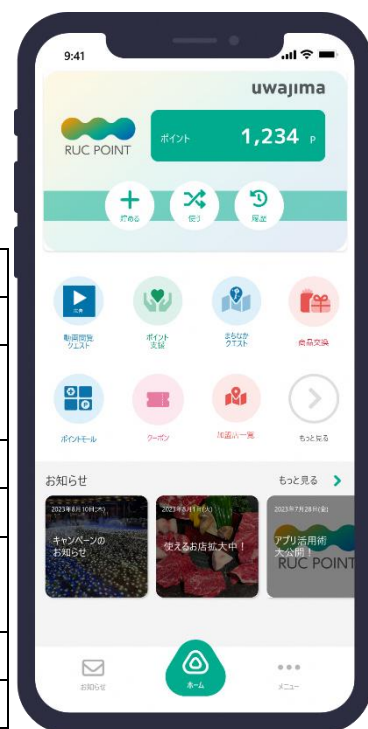 9:41
uwajima
RUC POINT
ポイント 1,234 P
貯める 使う 履歴
動画閲覧
クエスト
ポイント
支援
まちなか
クエスト
商品交換
ポイントモール
クーポン
加盟店一覧
もっと見る
お知らせ
もっと見る
2023年8月10日(木)
キャンペーンの
お知らせ
使えるお店拡大中！
2023年7月28日(金)
アプリ活用術
大公開！
RUC POINT
お知らせ
ホーム
メニュー